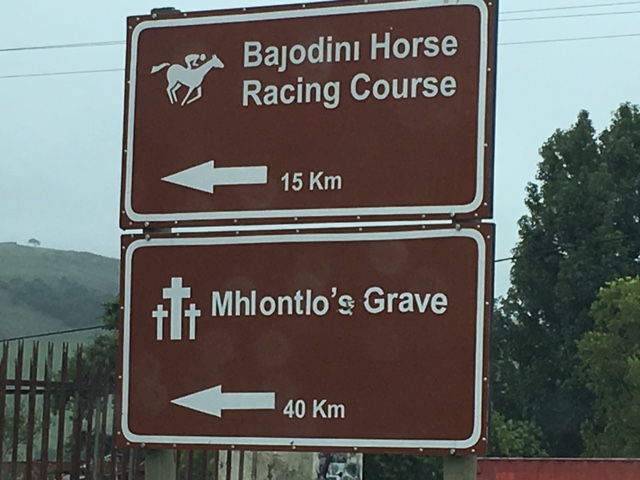 Bajodini Horse
Racing Course
15 Km
Mhlontlo's Grave
40 Km